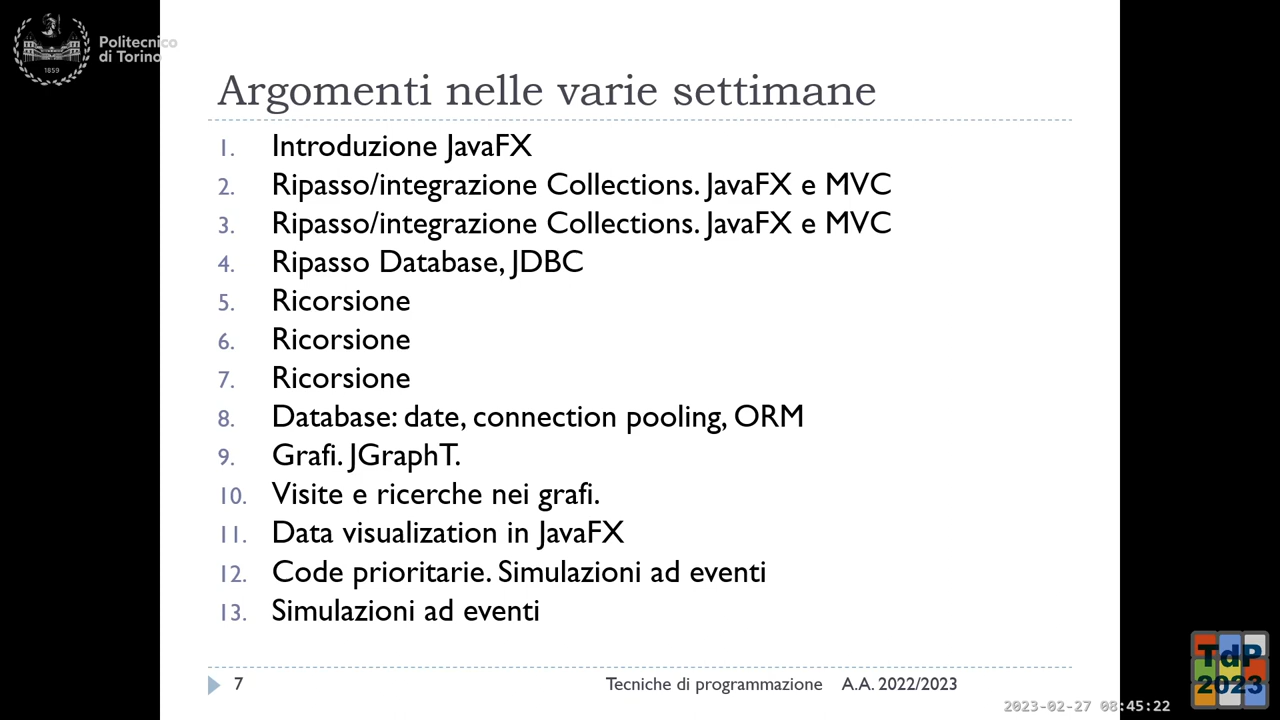 Politecnico
di Torino
1859
Argomenti nelle varie settimane
1. Introduzione JavaFX
2. Ripasso/integrazione Collections. JavaFX e MVC
3. Ripasso/integrazione Collections. JavaFX e MVC
4. Ripasso Database, JDBC
5. Ricorsione
6. Ricorsione
7. Ricorsione
8. Database: date, connection pooling, ORM
9. Grafi. JGraphT.
10. Visite e ricerche nei grafi.
11. Data visualization in JavaFX
12. Code prioritarie. Simulazioni ad eventi
13. Simulazioni ad eventi
7 Tecniche di programmazione A.A. 2022/2023
2023-02-27 08:45:22
TdP
2023